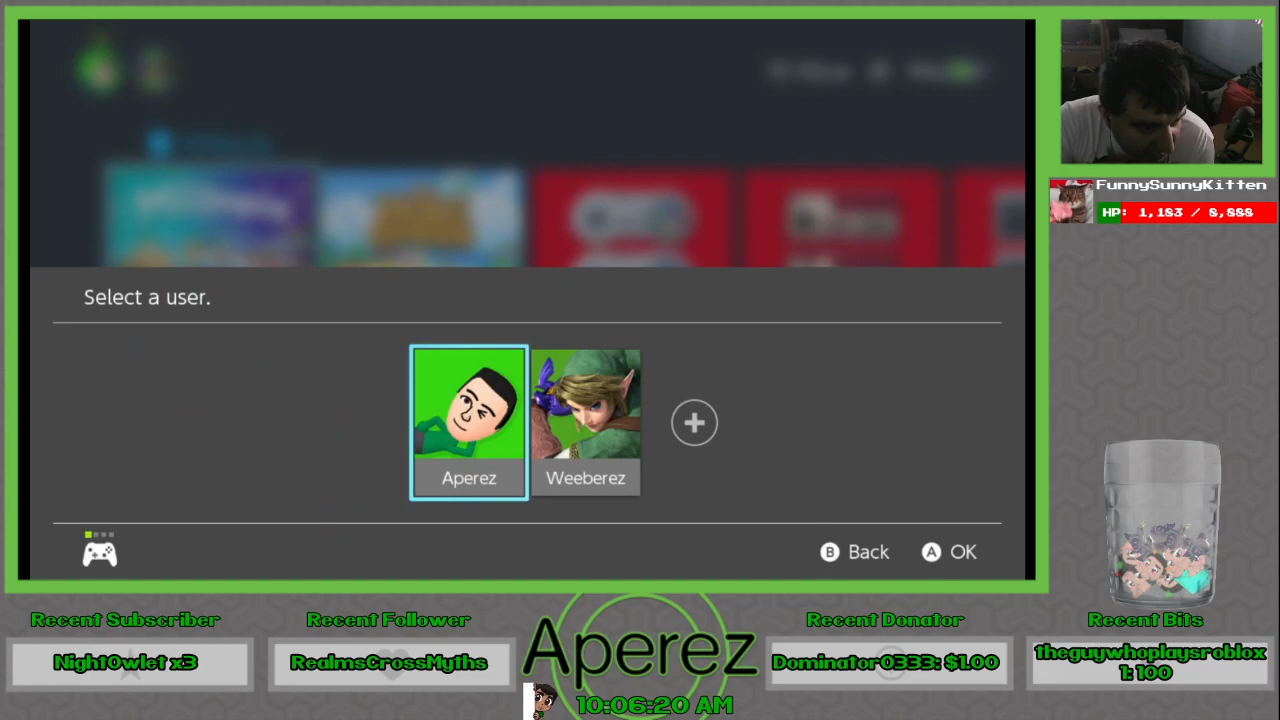 FunnySunnyKitten
HP: 1,183 / 8,888
Select a user.
Aperez
Weeberez
B Back
A OK
Recent Subscriber
NightOwlet x3
Recent Follower
RealmsCrossMyths
Aperez
10:06:20 AM
Recent Donator
Dominator0333: $1.00
Recent Bits
theguywhoplaysroblox
1: 100